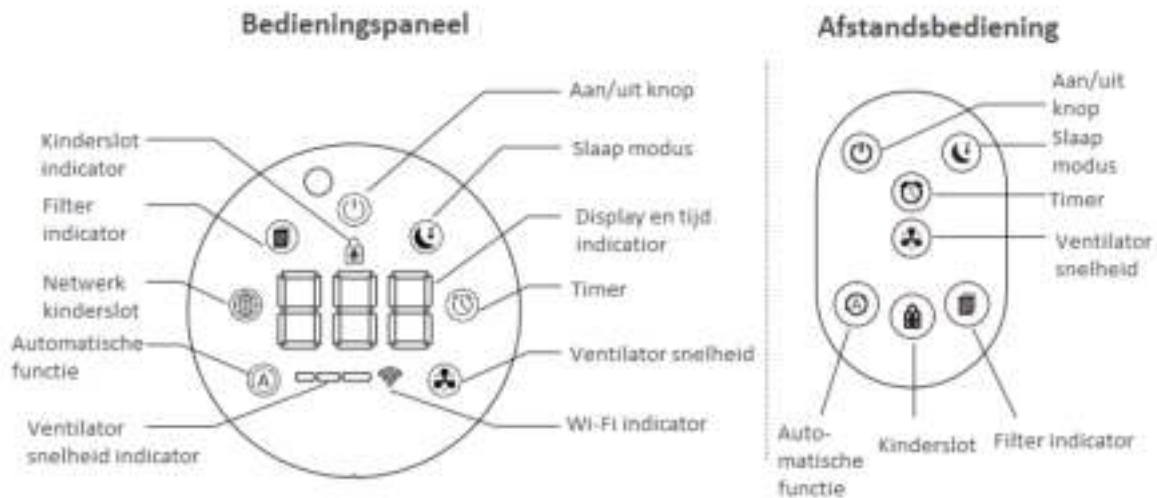 Bedieningspaneel
Aan/uit knop
Kinderslot
indicator
Slaap modus
Filter
indicator
Display en tijd
indicatior
Netwerk
kinderslot
Timer
Automatische
functie
A
Ventilator snelheid
Ventilator
snelheid indicator
Wi-Fi indicator
Afstandsbediening
Aan/uit
knop
Slaap
modus
Timer
Ventilator
snelheid
A
Auto-
matische
functie
Kinderslot
Filter indicator